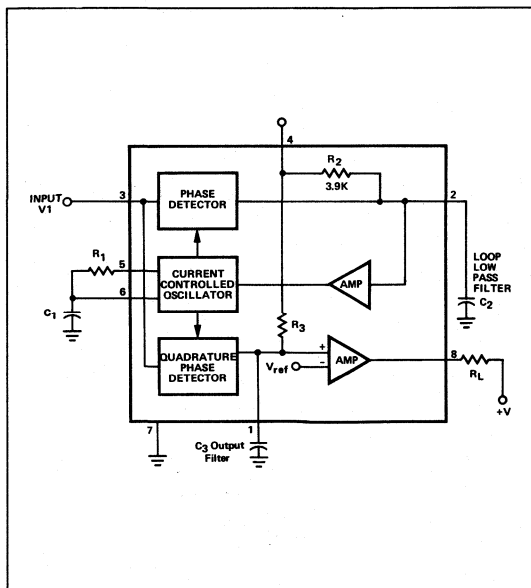 4
R2
3.9K
INPUT
V1
3
PHASE
DETECTOR
2
R1
5
6
C1
CURRENT
CONTROLLED
OSCILLATOR
AMP
LOOP
LOW
PASS
FILTER
C2
R3
QUADRATURE
PHASE
DETECTOR
+
Vref
-
AMP
8
RL
+V
7
1
C3 Output
Filter